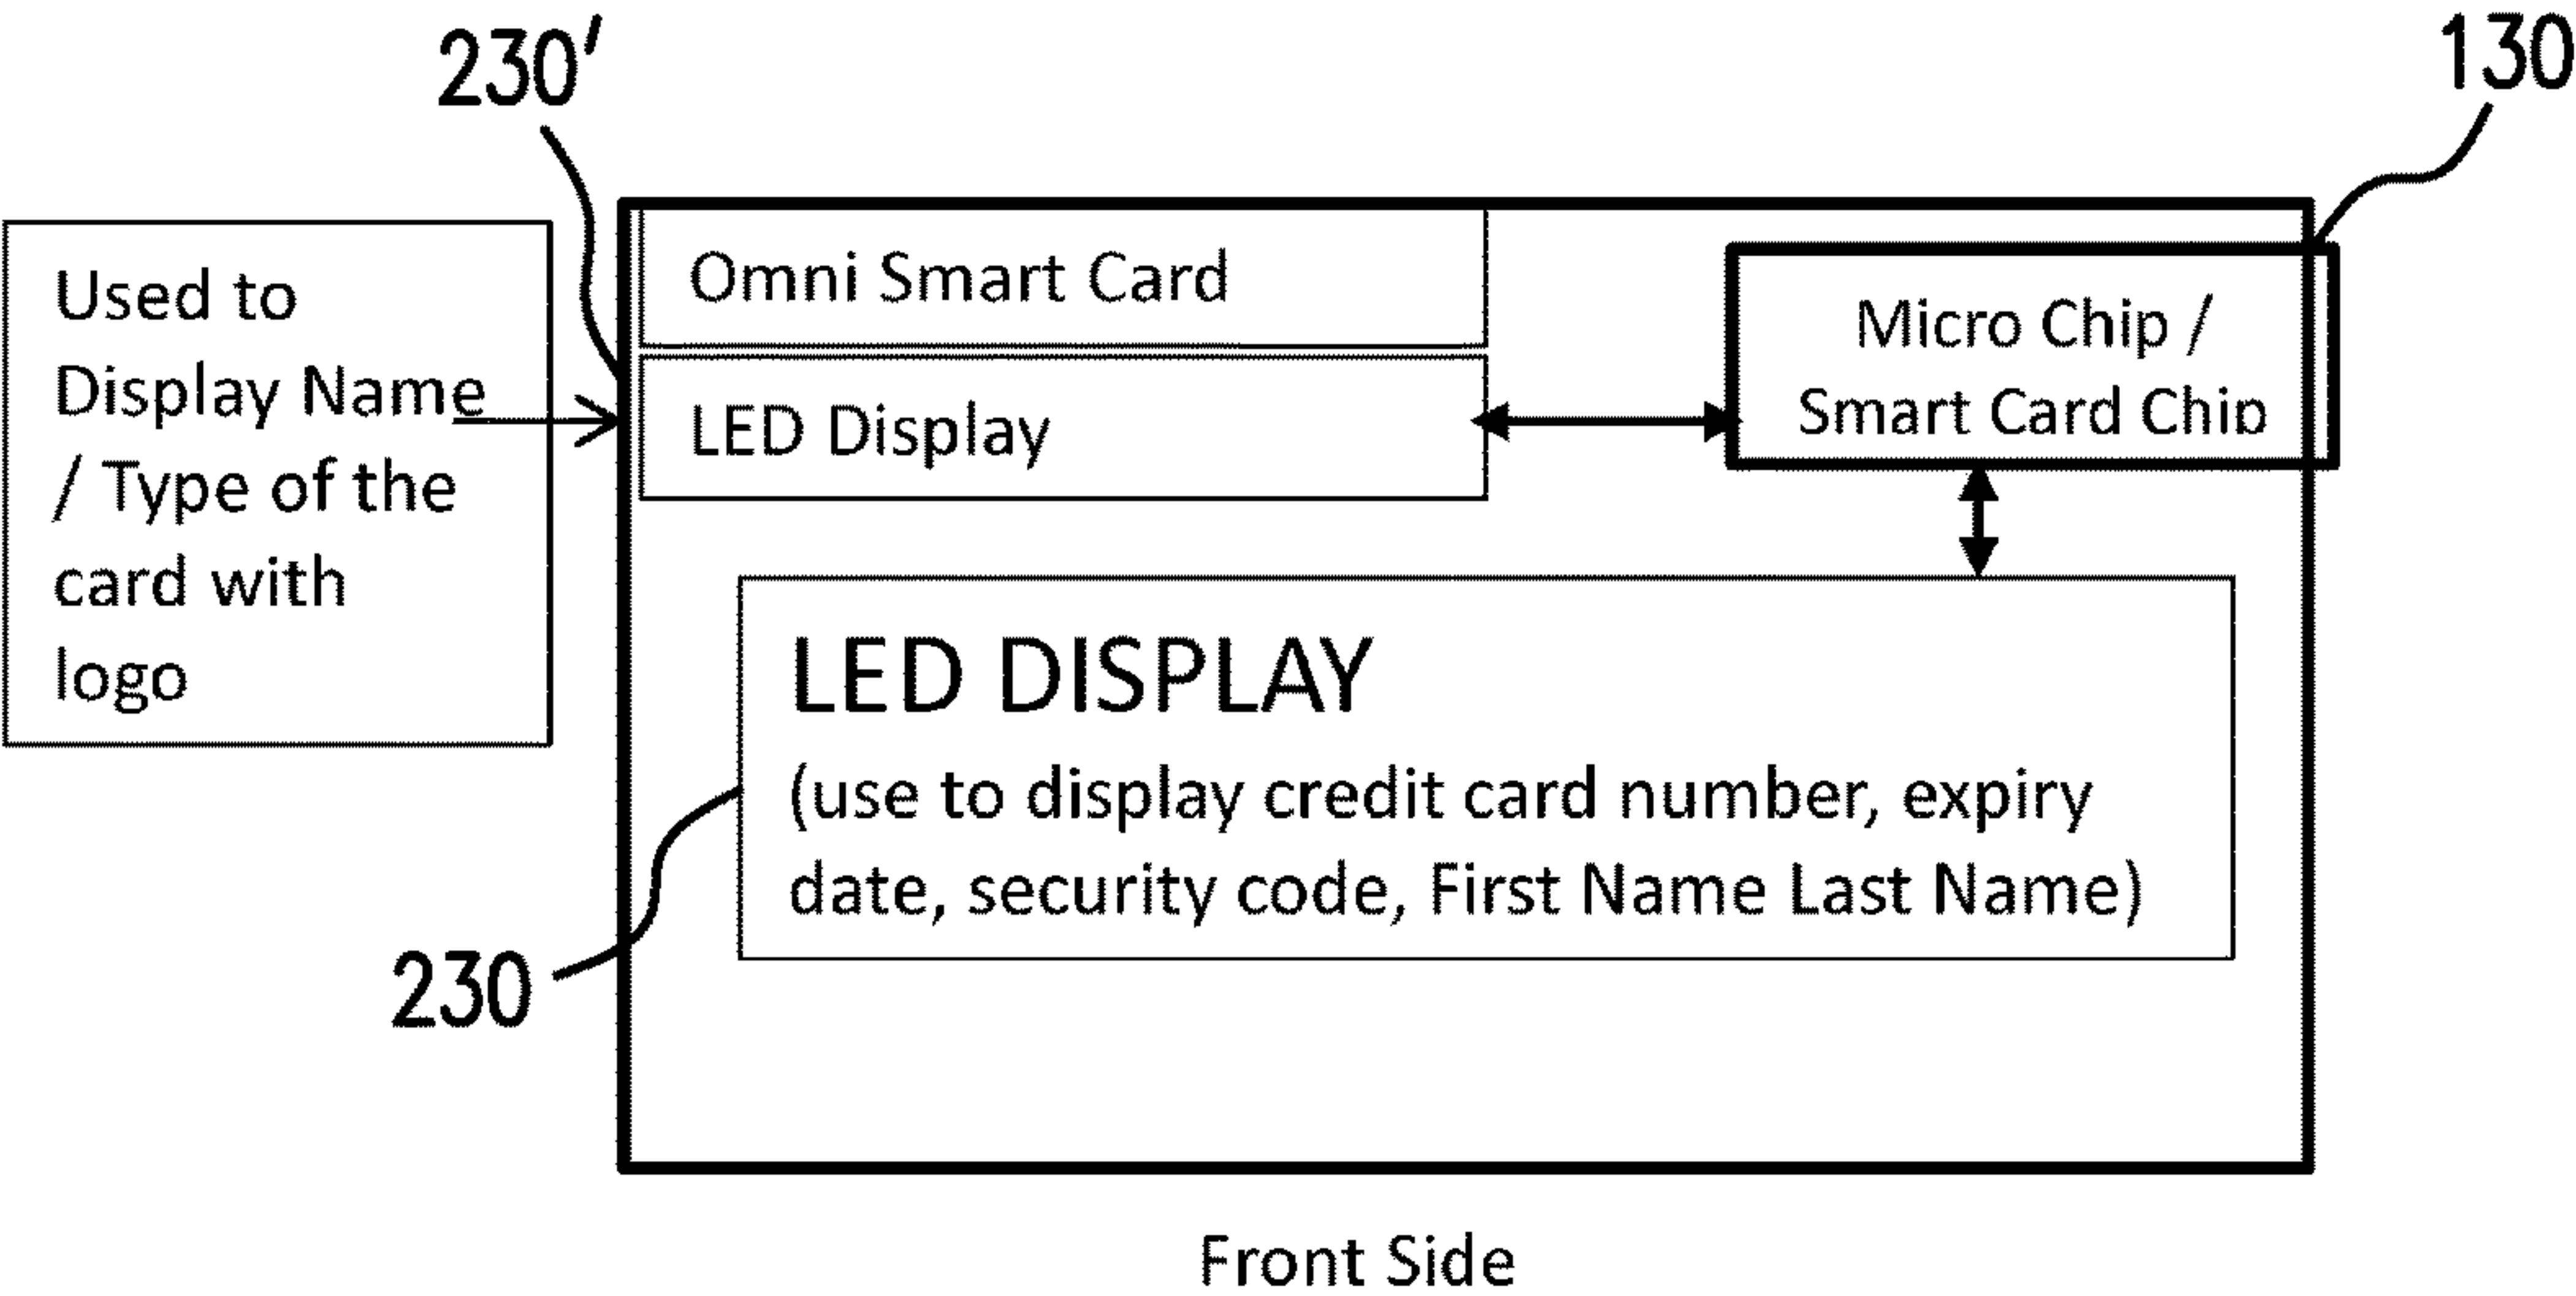 230'
130
Used to
Display Name
/ Type of the
card with
logo
Omni Smart Card
LED Display
Micro Chip /
Smart Card Chip
LED DISPLAY
(use to display credit card number, expiry
date, security code, First Name Last Name)
230
Front Side